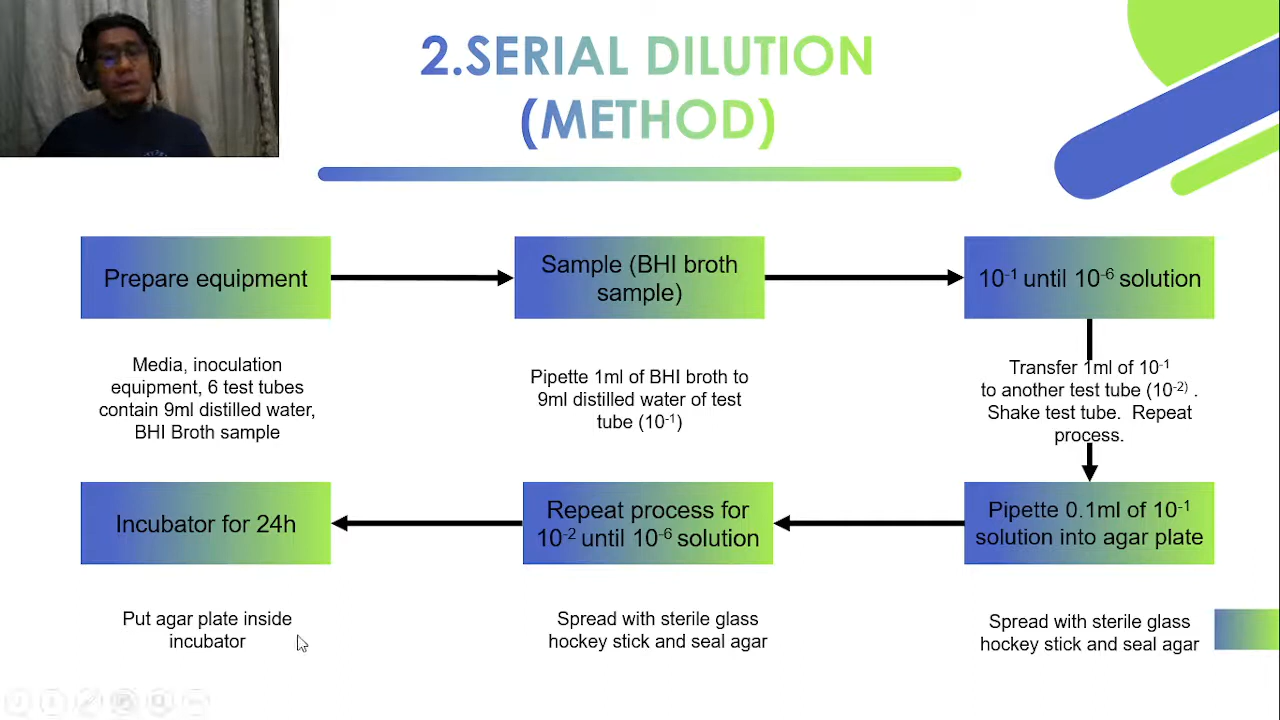 2.SERIAL DILUTION
(METHOD)
Prepare equipment
Sample (BHI broth
sample)
10⁻¹ until 10⁻⁶ solution
Media, inoculation
equipment, 6 test tubes
contain 9ml distilled water,
BHI Broth sample
Pipette 1ml of BHI broth to
9ml distilled water of test
tube (10⁻¹)
Transfer 1ml of 10⁻¹
to another test tube (10⁻²⁾ .
Shake test tube. Repeat
process.
Pipette 0.1ml of 10⁻¹
solution into agar plate
Spread with sterile glass
hockey stick and seal agar
Repeat process for
10⁻² until 10⁻⁶ solution
Spread with sterile glass
hockey stick and seal agar
Incubator for 24h
Put agar plate inside
incubator